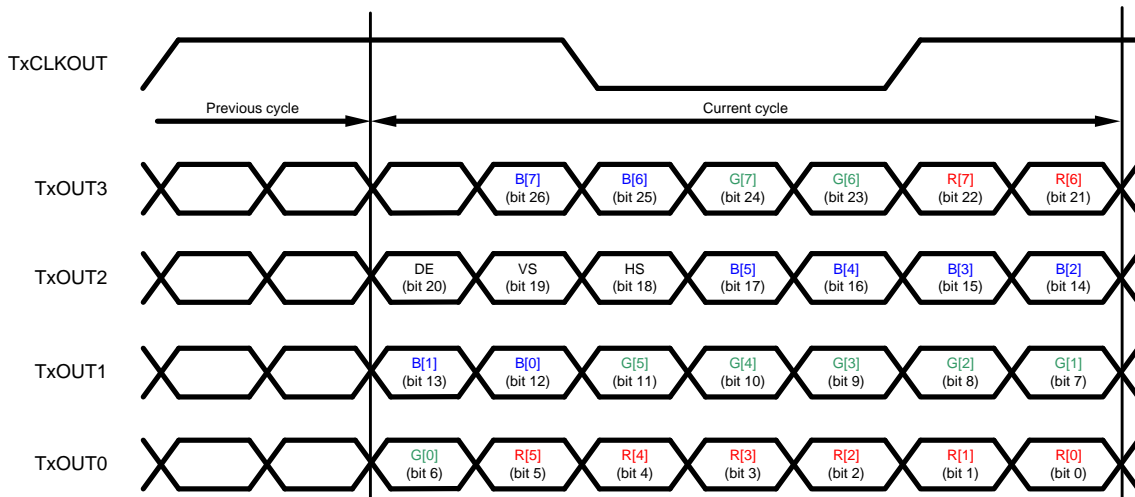 TxCLKOUT
Previous cycle
Current cycle
TxOUT3
B[7]
(bit 26)
B[6]
(bit 25)
G[7]
(bit 24)
G[6]
(bit 23)
R[7]
(bit 22)
R[6]
(bit 21)
TxOUT2
DE
(bit 20)
VS
(bit 19)
HS
(bit 18)
B[5]
(bit 17)
B[4]
(bit 16)
B[3]
(bit 15)
B[2]
(bit 14)
TxOUT1
B[1]
(bit 13)
B[0]
(bit 12)
G[5]
(bit 11)
G[4]
(bit 10)
G[3]
(bit 9)
G[2]
(bit 8)
G[1]
(bit 7)
TxOUT0
G[0]
(bit 6)
R[5]
(bit 5)
R[4]
(bit 4)
R[3]
(bit 3)
R[2]
(bit 2)
R[1]
(bit 1)
R[0]
(bit 0)